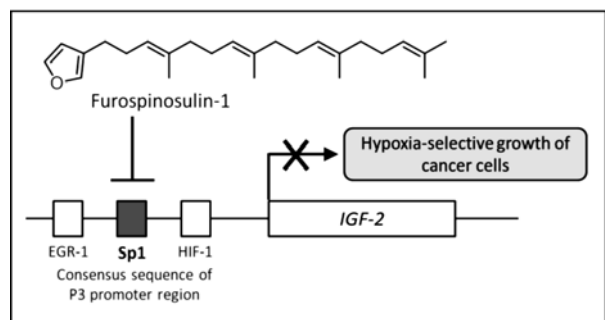 O
Furospinosulin-1
Hypoxia-selective growth of
cancer cells
IGF-2
EGR-1
Sp1
HIF-1
Consensus sequence of
P3 promoter region